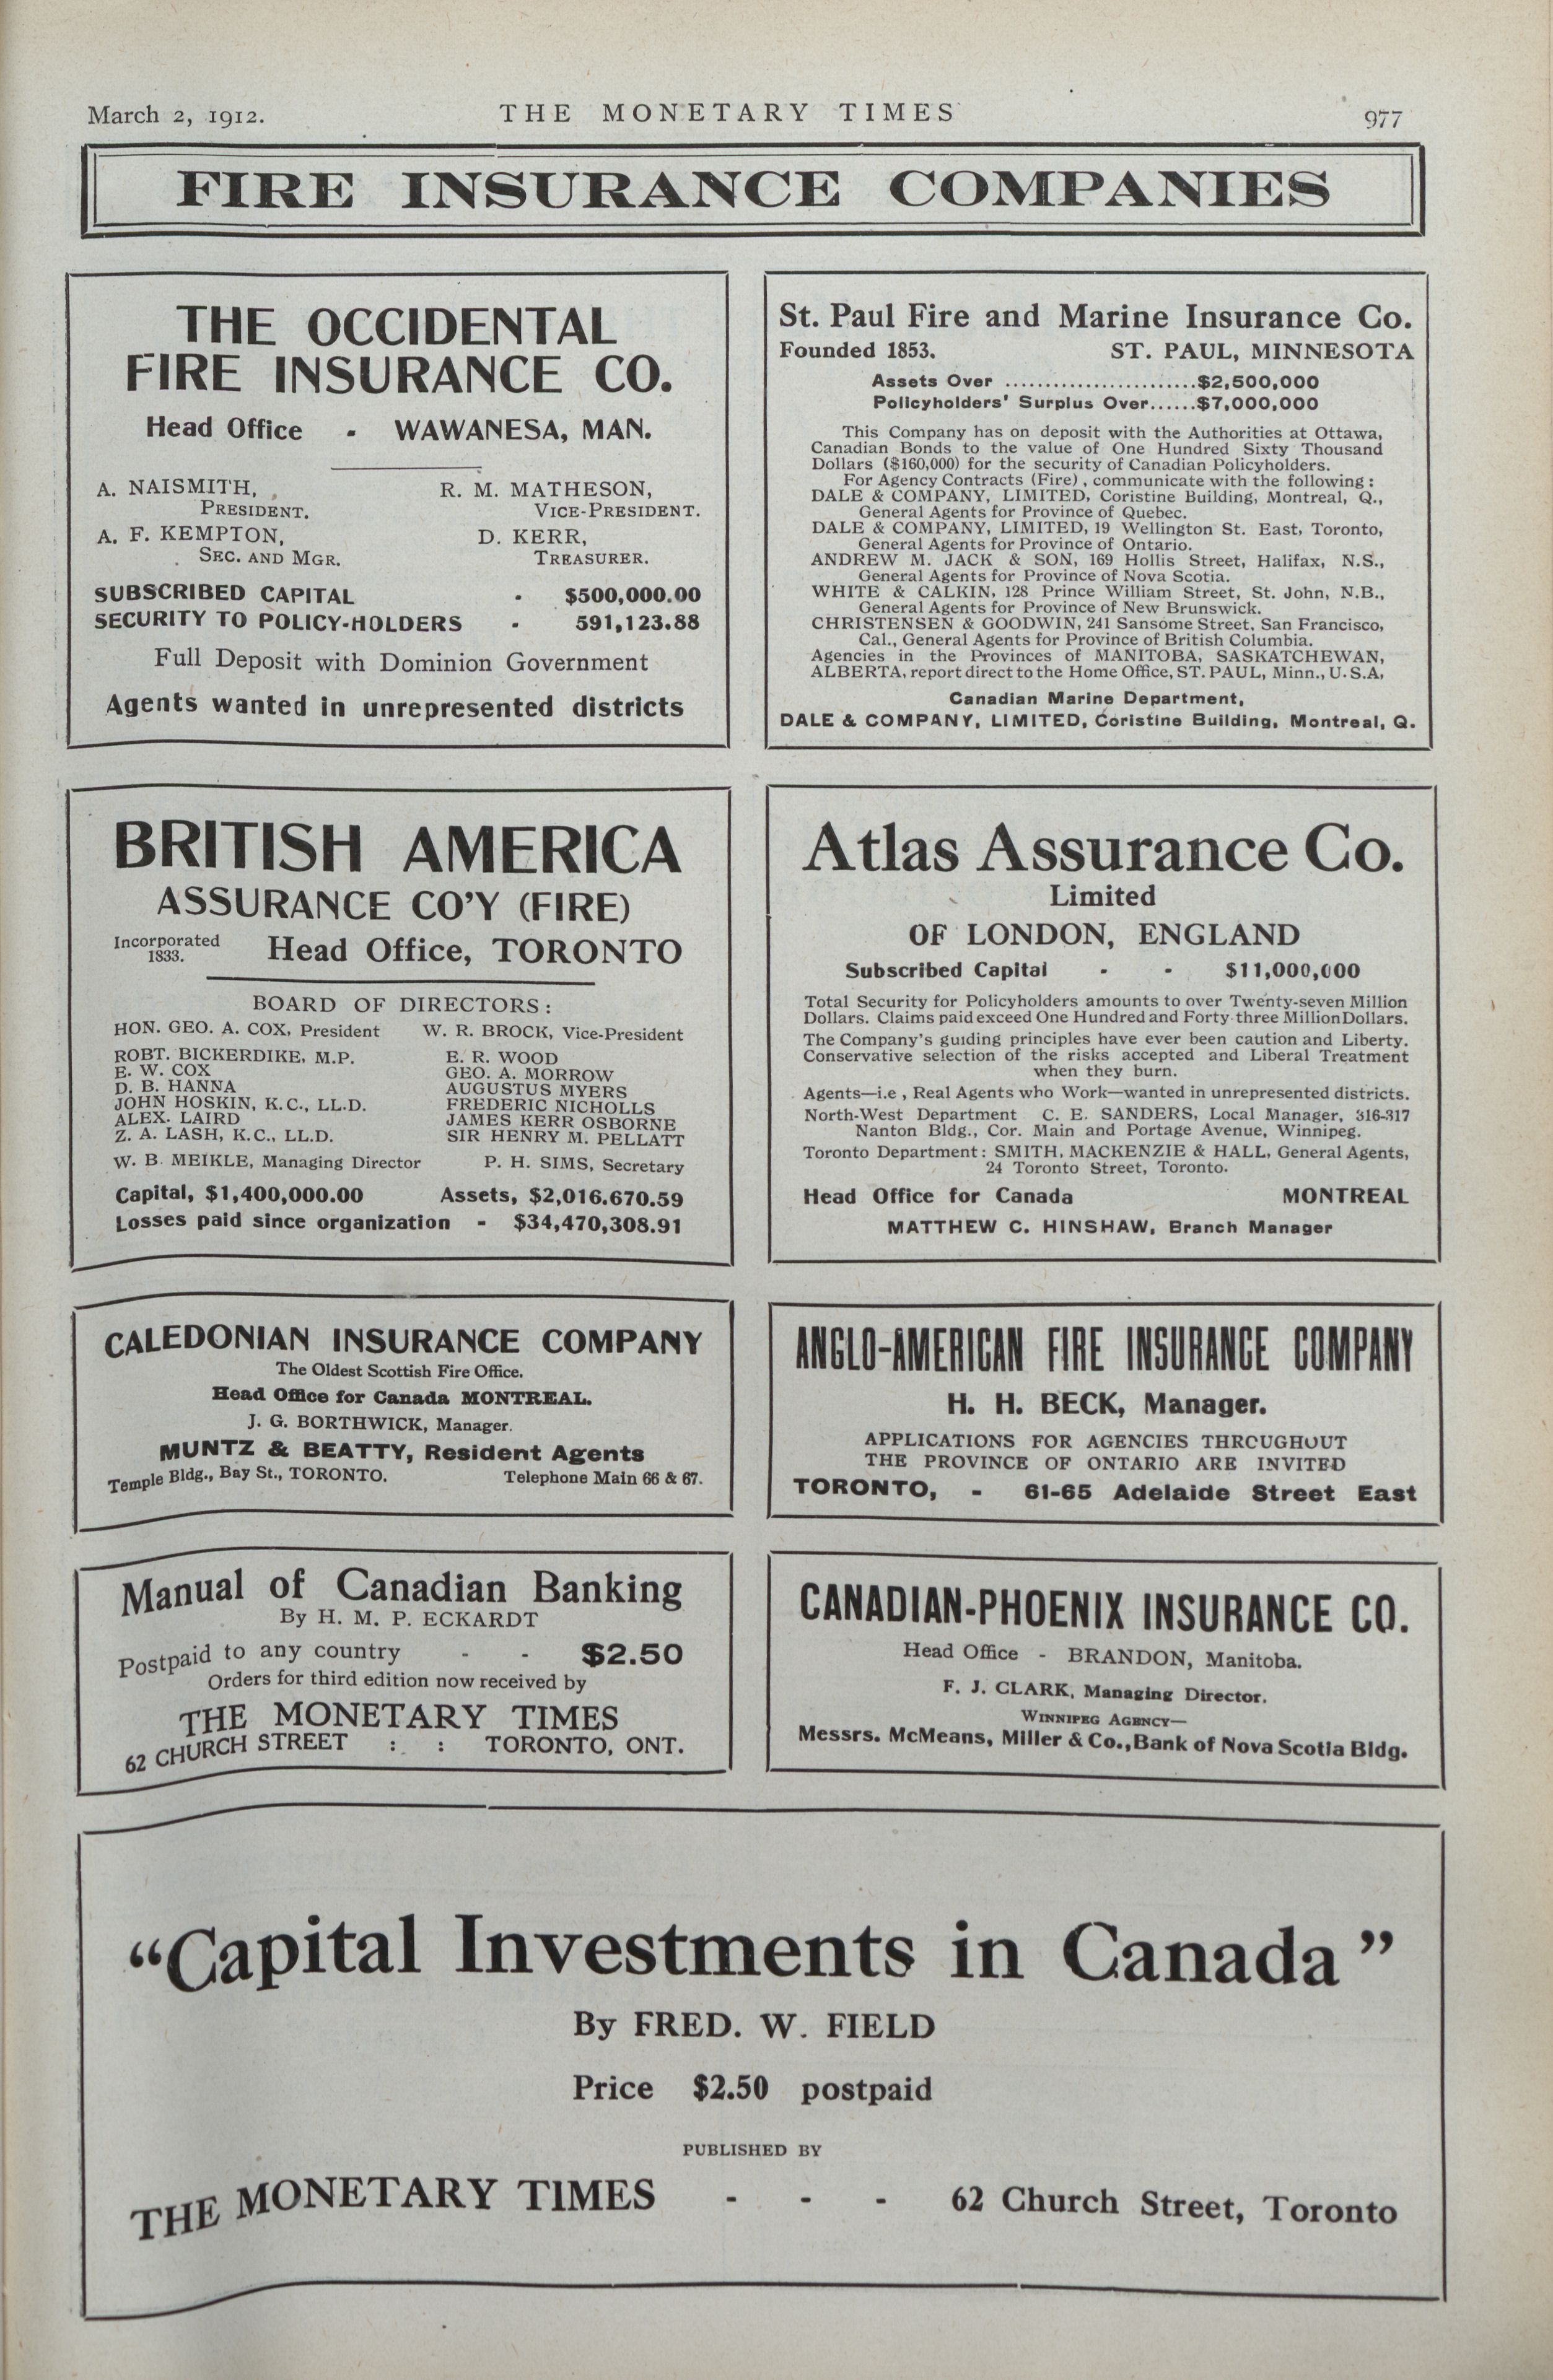 March 2, 1912.
THE MONETARY TIMES
977
FIRE INSURANCE COMPANIES
THE OCCIDENTAL
FIRE INSURANCE CO.
Head Office - WAWANESA, MAN.
A. NAISMITH, R. M. MATHESON,
PRESIDENT. VICE-PRESIDENT.
A. F. KEMPTON, D. KERR,
SEC. AND MGR. TREASURER.
SUBSCRIBED CAPITAL - $500,000.00
SECURITY TO POLICY-HOLDERS - 591,123.88
Full Deposit with Dominion Government
Agents wanted in unrepresented districts
St. Paul Fire and Marine Insurance Co.
Founded 1853. ST. PAUL, MINNESOTA
Assets Over ........................$2,500,000
Policyholders' Surplus Over......$7,000,000
This Company has on deposit with the Authorities at Ottawa,
Canadian Bonds to the value of One Hundred Sixty Thousand
Dollars ($160,000) for the security of Canadian Policyholders.
For Agency Contracts (Fire), communicate with the following :
DALE & COMPANY, LIMITED, Coristine Building, Montreal, Q.,
General Agents for Province of Quebec.
DALE & COMPANY, LIMITED, 19 Wellington St. East, Toronto,
General Agents for Province of Ontario.
ANDREW M. JACK & SON, 169 Hollis Street, Halifax, N.S.,
General Agents for Province of Nova Scotia.
WHITE & CALKIN, 128 Prince William Street, St. John, N.B.,
General Agents for Province of New Brunswick.
CHRISTENSEN & GOODWIN, 241 Sansome Street, San Francisco,
Cal., General Agents for Province of British Columbia.
Agencies in the Provinces of MANITOBA, SASKATCHEWAN,
ALBERTA, report direct to the Home Office, ST. PAUL, Minn., U.S.A.
Canadian Marine Department,
DALE & COMPANY, LIMITED, Coristine Building, Montreal, Q.
BRITISH AMERICA
ASSURANCE CO'Y (FIRE)
Incorporated
1833. Head Office, TORONTO
BOARD OF DIRECTORS :
HON. GEO. A. COX, President W. R. BROCK, Vice-President
ROBT. BICKERDIKE, M.P. E. R. WOOD
E. W. COX GEO. A. MORROW
D. B. HANNA AUGUSTUS MYERS
JOHN HOSKIN, K.C., LL.D. FREDERIC NICHOLLS
ALEX. LAIRD JAMES KERR OSBORNE
Z. A. LASH, K.C., LL.D. SIR HENRY M. PELLATT
W. B. MEIKLE, Managing Director P. H. SIMS, Secretary
Capital, $1,400,000.00 Assets, $2,016.670.59
Losses paid since organization - $34,470,308.91
Atlas Assurance Co.
Limited
OF LONDON, ENGLAND
Subscribed Capital - - $11,000,000
Total Security for Policyholders amounts to over Twenty-seven Million
Dollars. Claims paid exceed One Hundred and Forty-three Million Dollars.
The Company's guiding principles have ever been caution and Liberty.
Conservative selection of the risks accepted and Liberal Treatment
when they burn.
Agents—i.e , Real Agents who Work—wanted in unrepresented districts.
North-West Department C. E. SANDERS, Local Manager, 316-317
Nanton Bldg., Cor. Main and Portage Avenue, Winnipeg.
Toronto Department : SMITH, MACKENZIE & HALL, General Agents,
24 Toronto Street, Toronto.
Head Office for Canada MONTREAL
MATTHEW C. HINSHAW, Branch Manager
CALEDONIAN INSURANCE COMPANY
The Oldest Scottish Fire Office.
Head Office for Canada MONTREAL.
J. G. BORTHWICK, Manager.
MUNTZ & BEATTY, Resident Agents
Temple Bldg., Bay St., TORONTO. Telephone Main 66 & 67.
ANGLO-AMERICAN FIRE INSURANCE COMPANY
H. H. BECK, Manager.
APPLICATIONS FOR AGENCIES THROUGHOUT
THE PROVINCE OF ONTARIO ARE INVITED
TORONTO, - 61-65 Adelaide Street East
Manual of Canadian Banking
By H. M. P. ECKARDT
Postpaid to any country - - $2.50
Orders for third edition now received by
THE MONETARY TIMES
62 CHURCH STREET : : TORONTO, ONT.
CANADIAN-PHOENIX INSURANCE CO.
Head Office - BRANDON, Manitoba.
F. J. CLARK, Managing Director.
WINNIPEG AGENCY—
Messrs. McMeans, Miller & Co., Bank of Nova Scotia Bldg.
“Capital Investments in Canada”
By FRED. W. FIELD
Price $2.50 postpaid
PUBLISHED BY
THE MONETARY TIMES - - - 62 Church Street, Toronto